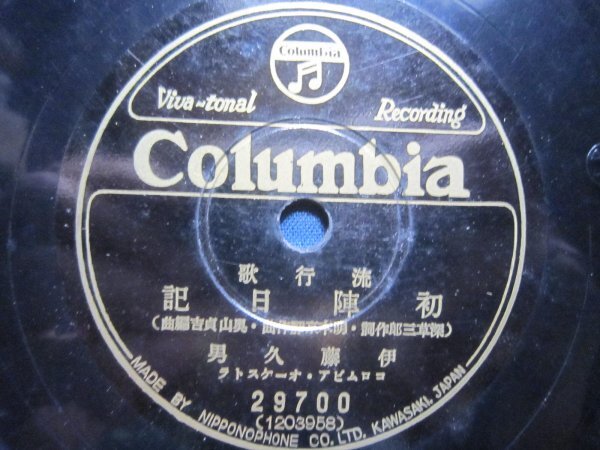 Columbia
Viva-tonal Recording
Columbia
流行歌
初陣日記
(深草三郎作詞・作曲・奥山貞吉編曲)
伊藤久男
コロムビア・オーケストラ
29700
(1203958)
MADE BY NIPPONOPHONE CO. LTD. KAWASAKI, JAPAN